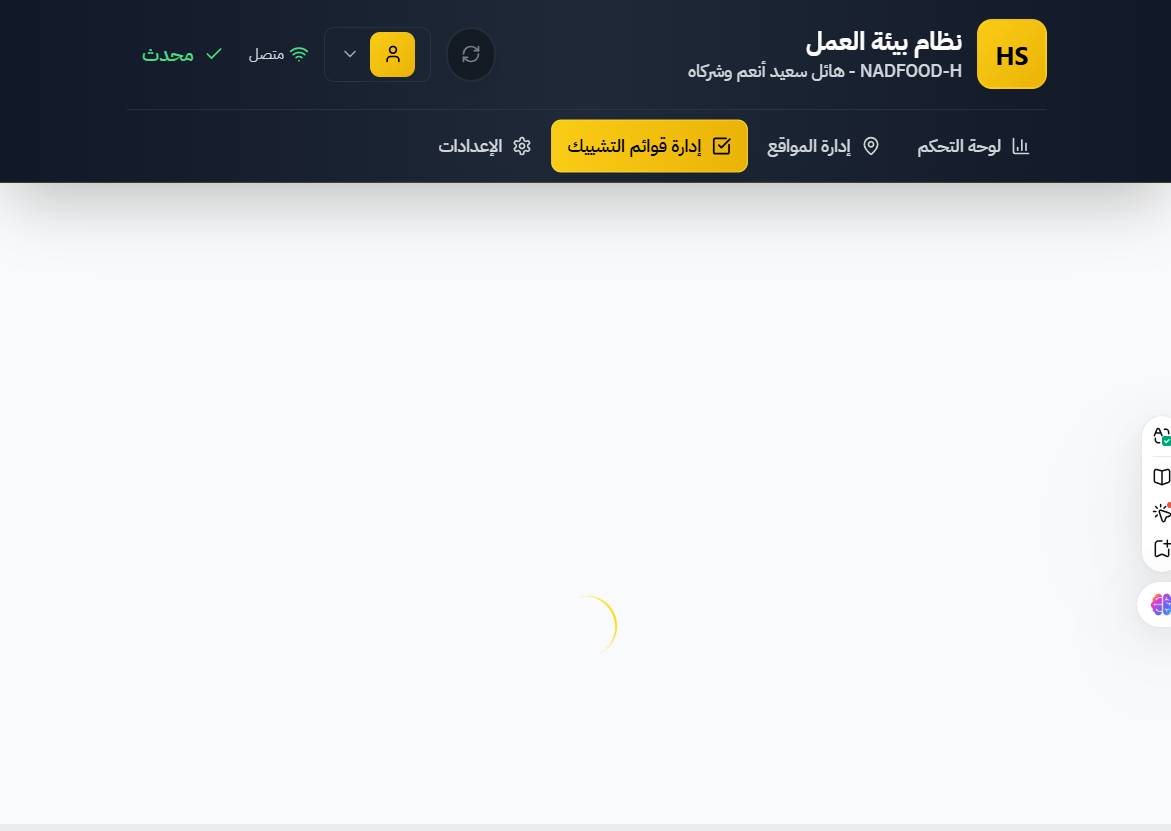 HS
نظام بيئة العمل
NADFOOD-H - هائل سعيد أنعم وشركاه
متصل
محدث
لوحة التحكم
إدارة المواقع
إدارة قوائم التشييك
الإعدادات